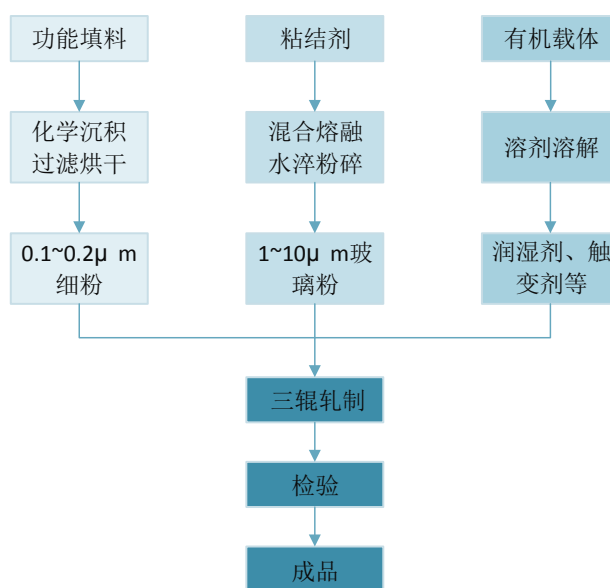 功能填料
粘结剂
有机载体
化学沉积
过滤烘干
混合熔融
水淬粉碎
溶剂溶解
0.1~0.2μ m
细粉
1~10μ m玻
璃粉
润湿剂、触
变剂等
三辊轧制
检验
成品